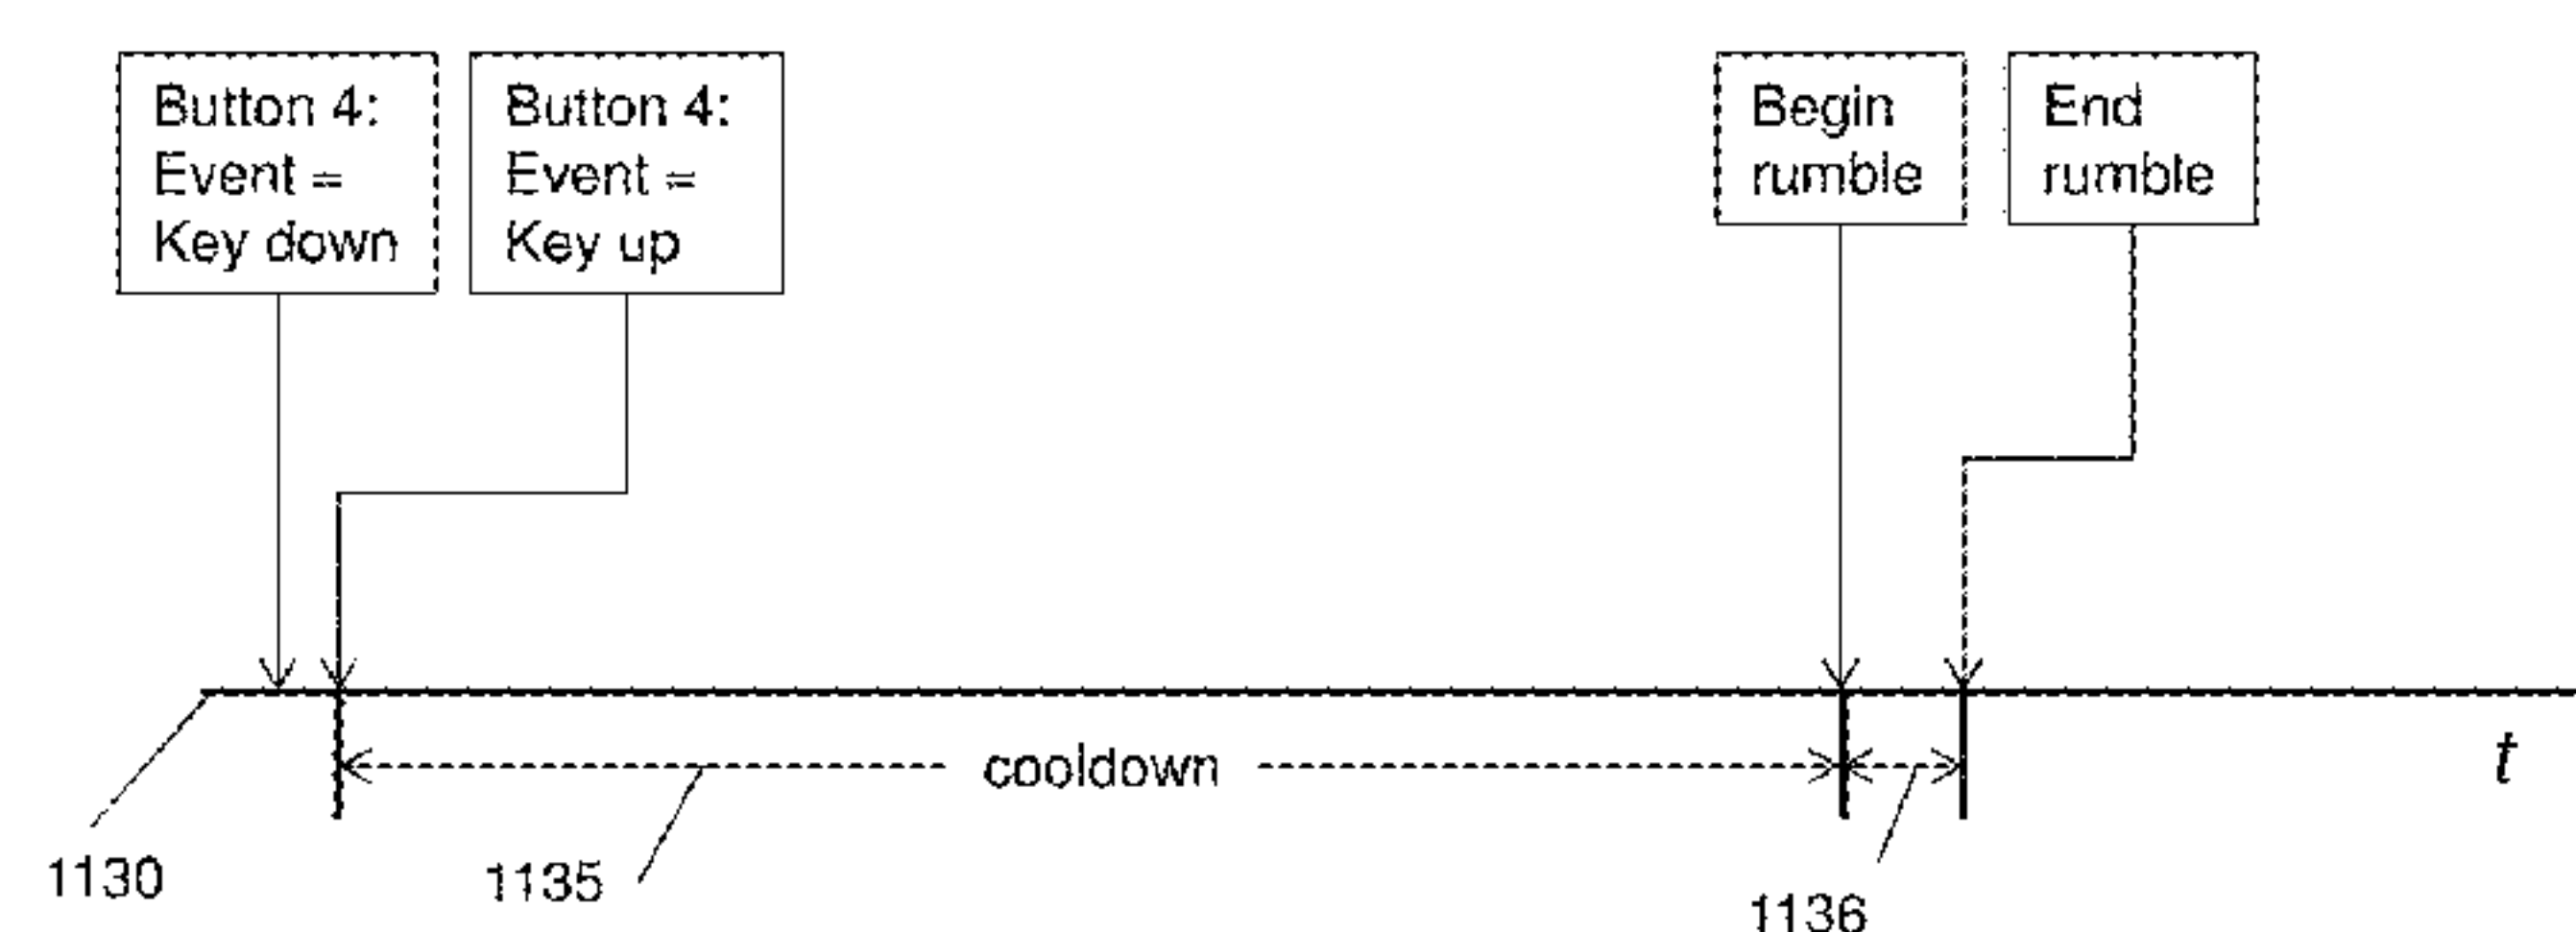 Button 4:
Event =
Key down
Button 4:
Event =
Key up
Begin
rumble
End
rumble
cooldown
t
1130
1135
1136